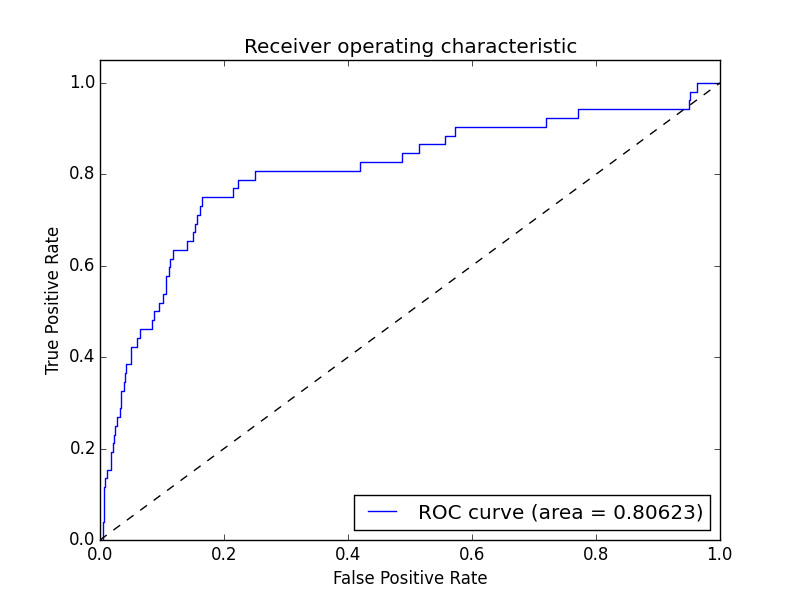 Receiver operating characteristic
1.0
0.8
0.6
0.4
0.2
0.0
True Positive Rate
ROC curve (area = 0.80623)
0.0 0.2 0.4 0.6 0.8 1.0
False Positive Rate